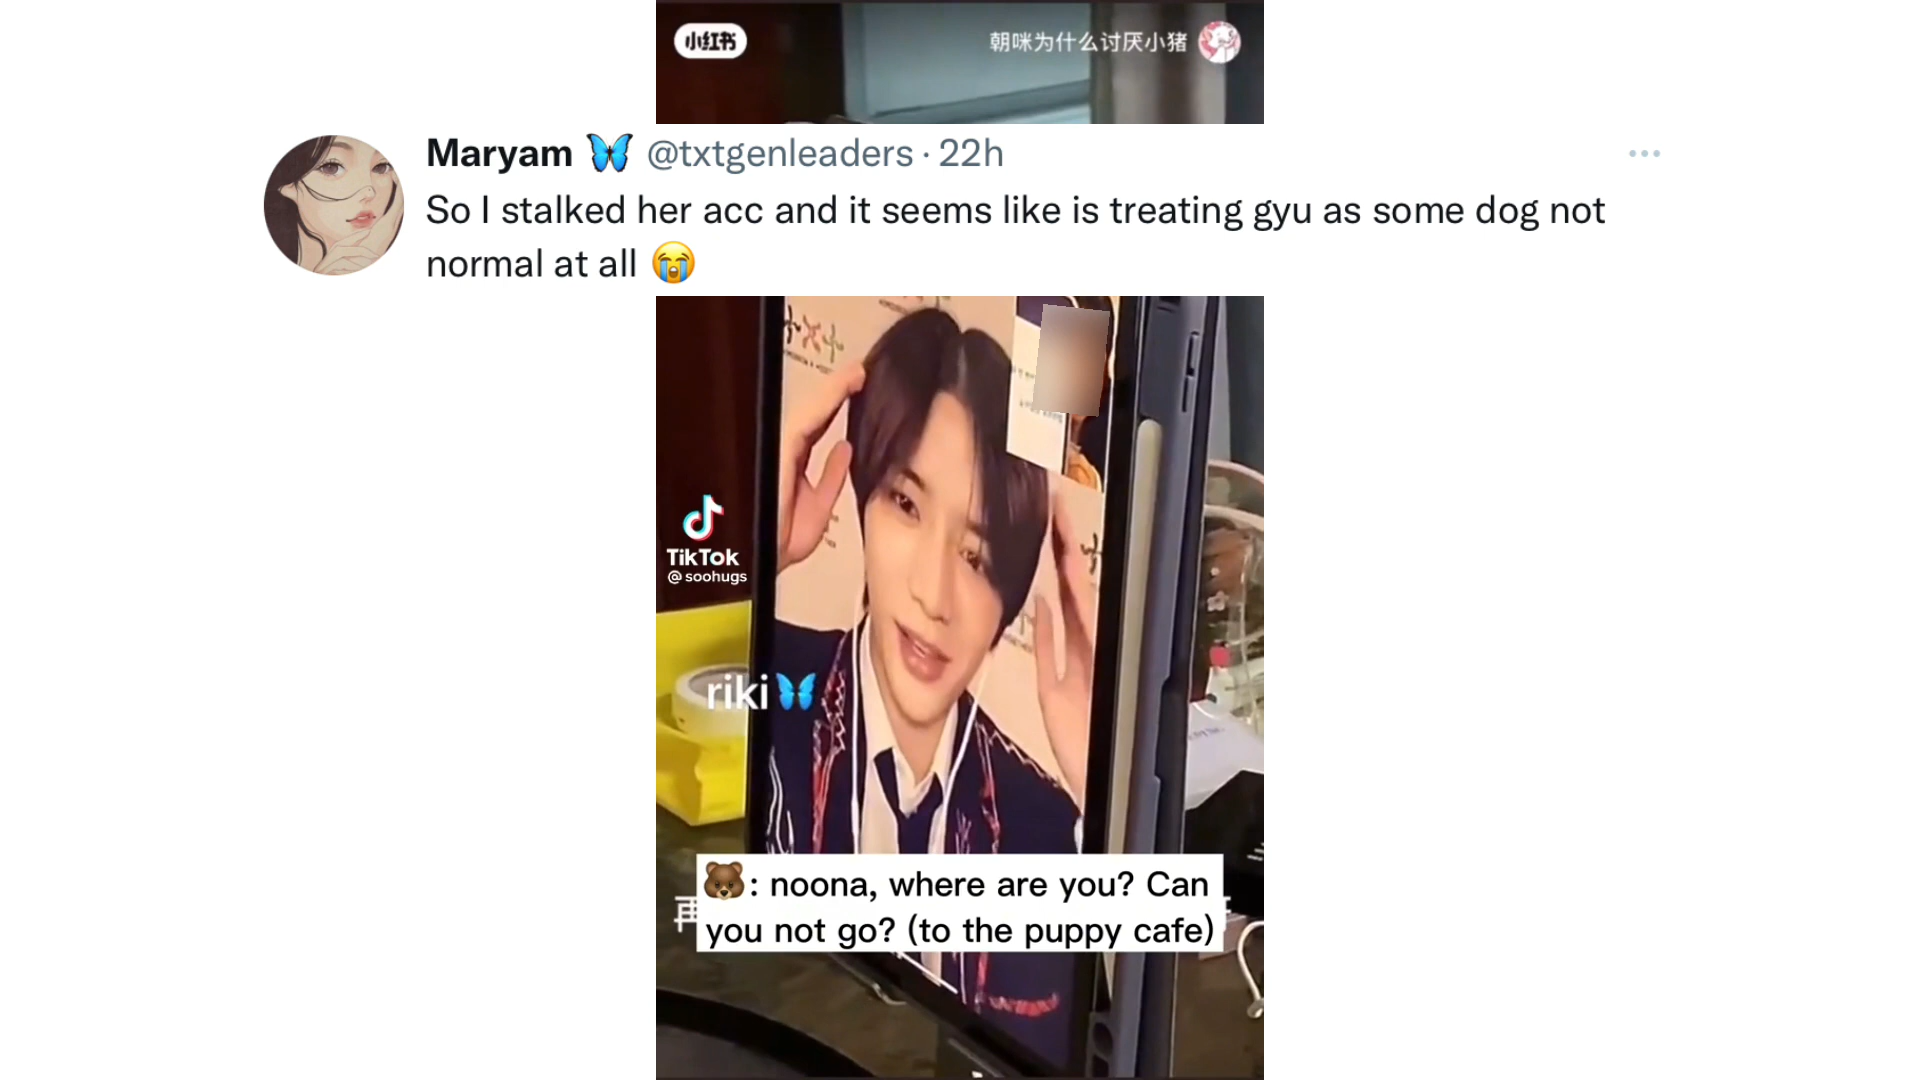 小红书
朝咪为什么讨厌小猪
Maryam 🦋 @txtgenleaders · 22h
So I stalked her acc and it seems like is treating gyu as some dog not
normal at all 😭
TikTok
@soohugs
riki🦋
🐻: noona, where are you? Can
you not go? (to the puppy cafe)
再